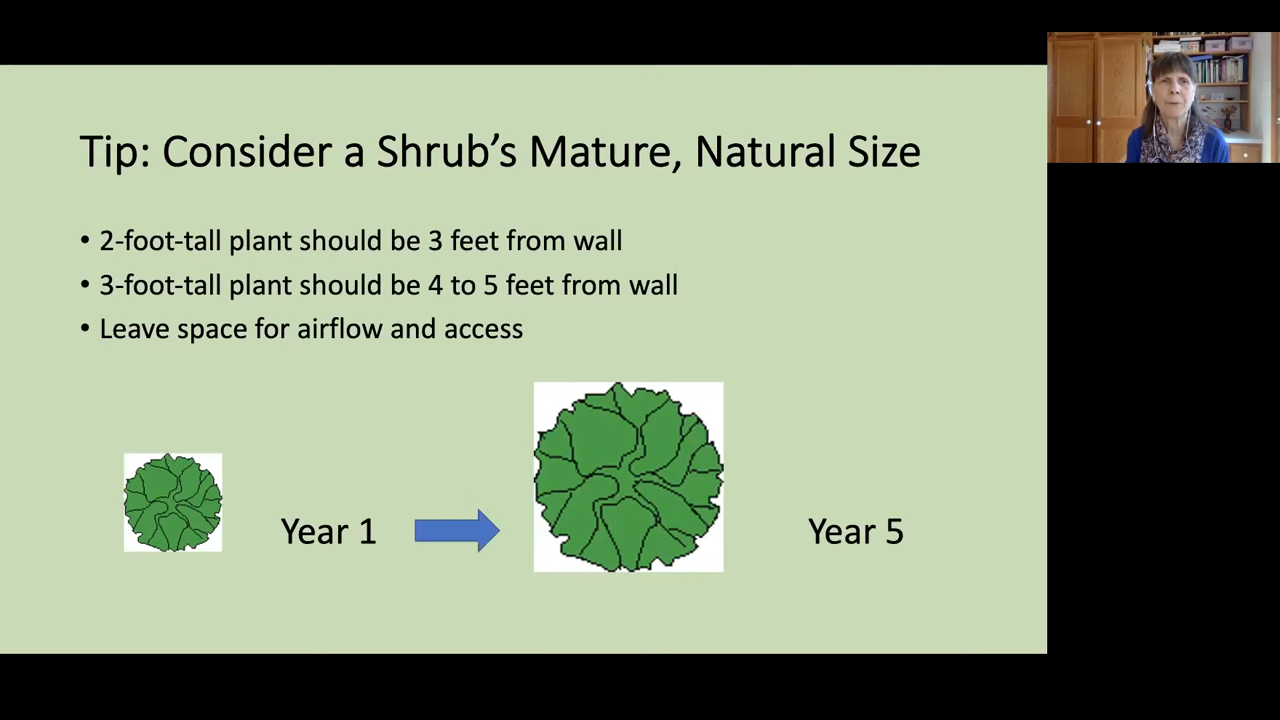 Tip: Consider a Shrub’s Mature, Natural Size
• 2-foot-tall plant should be 3 feet from wall
• 3-foot-tall plant should be 4 to 5 feet from wall
• Leave space for airflow and access
Year 1
Year 5